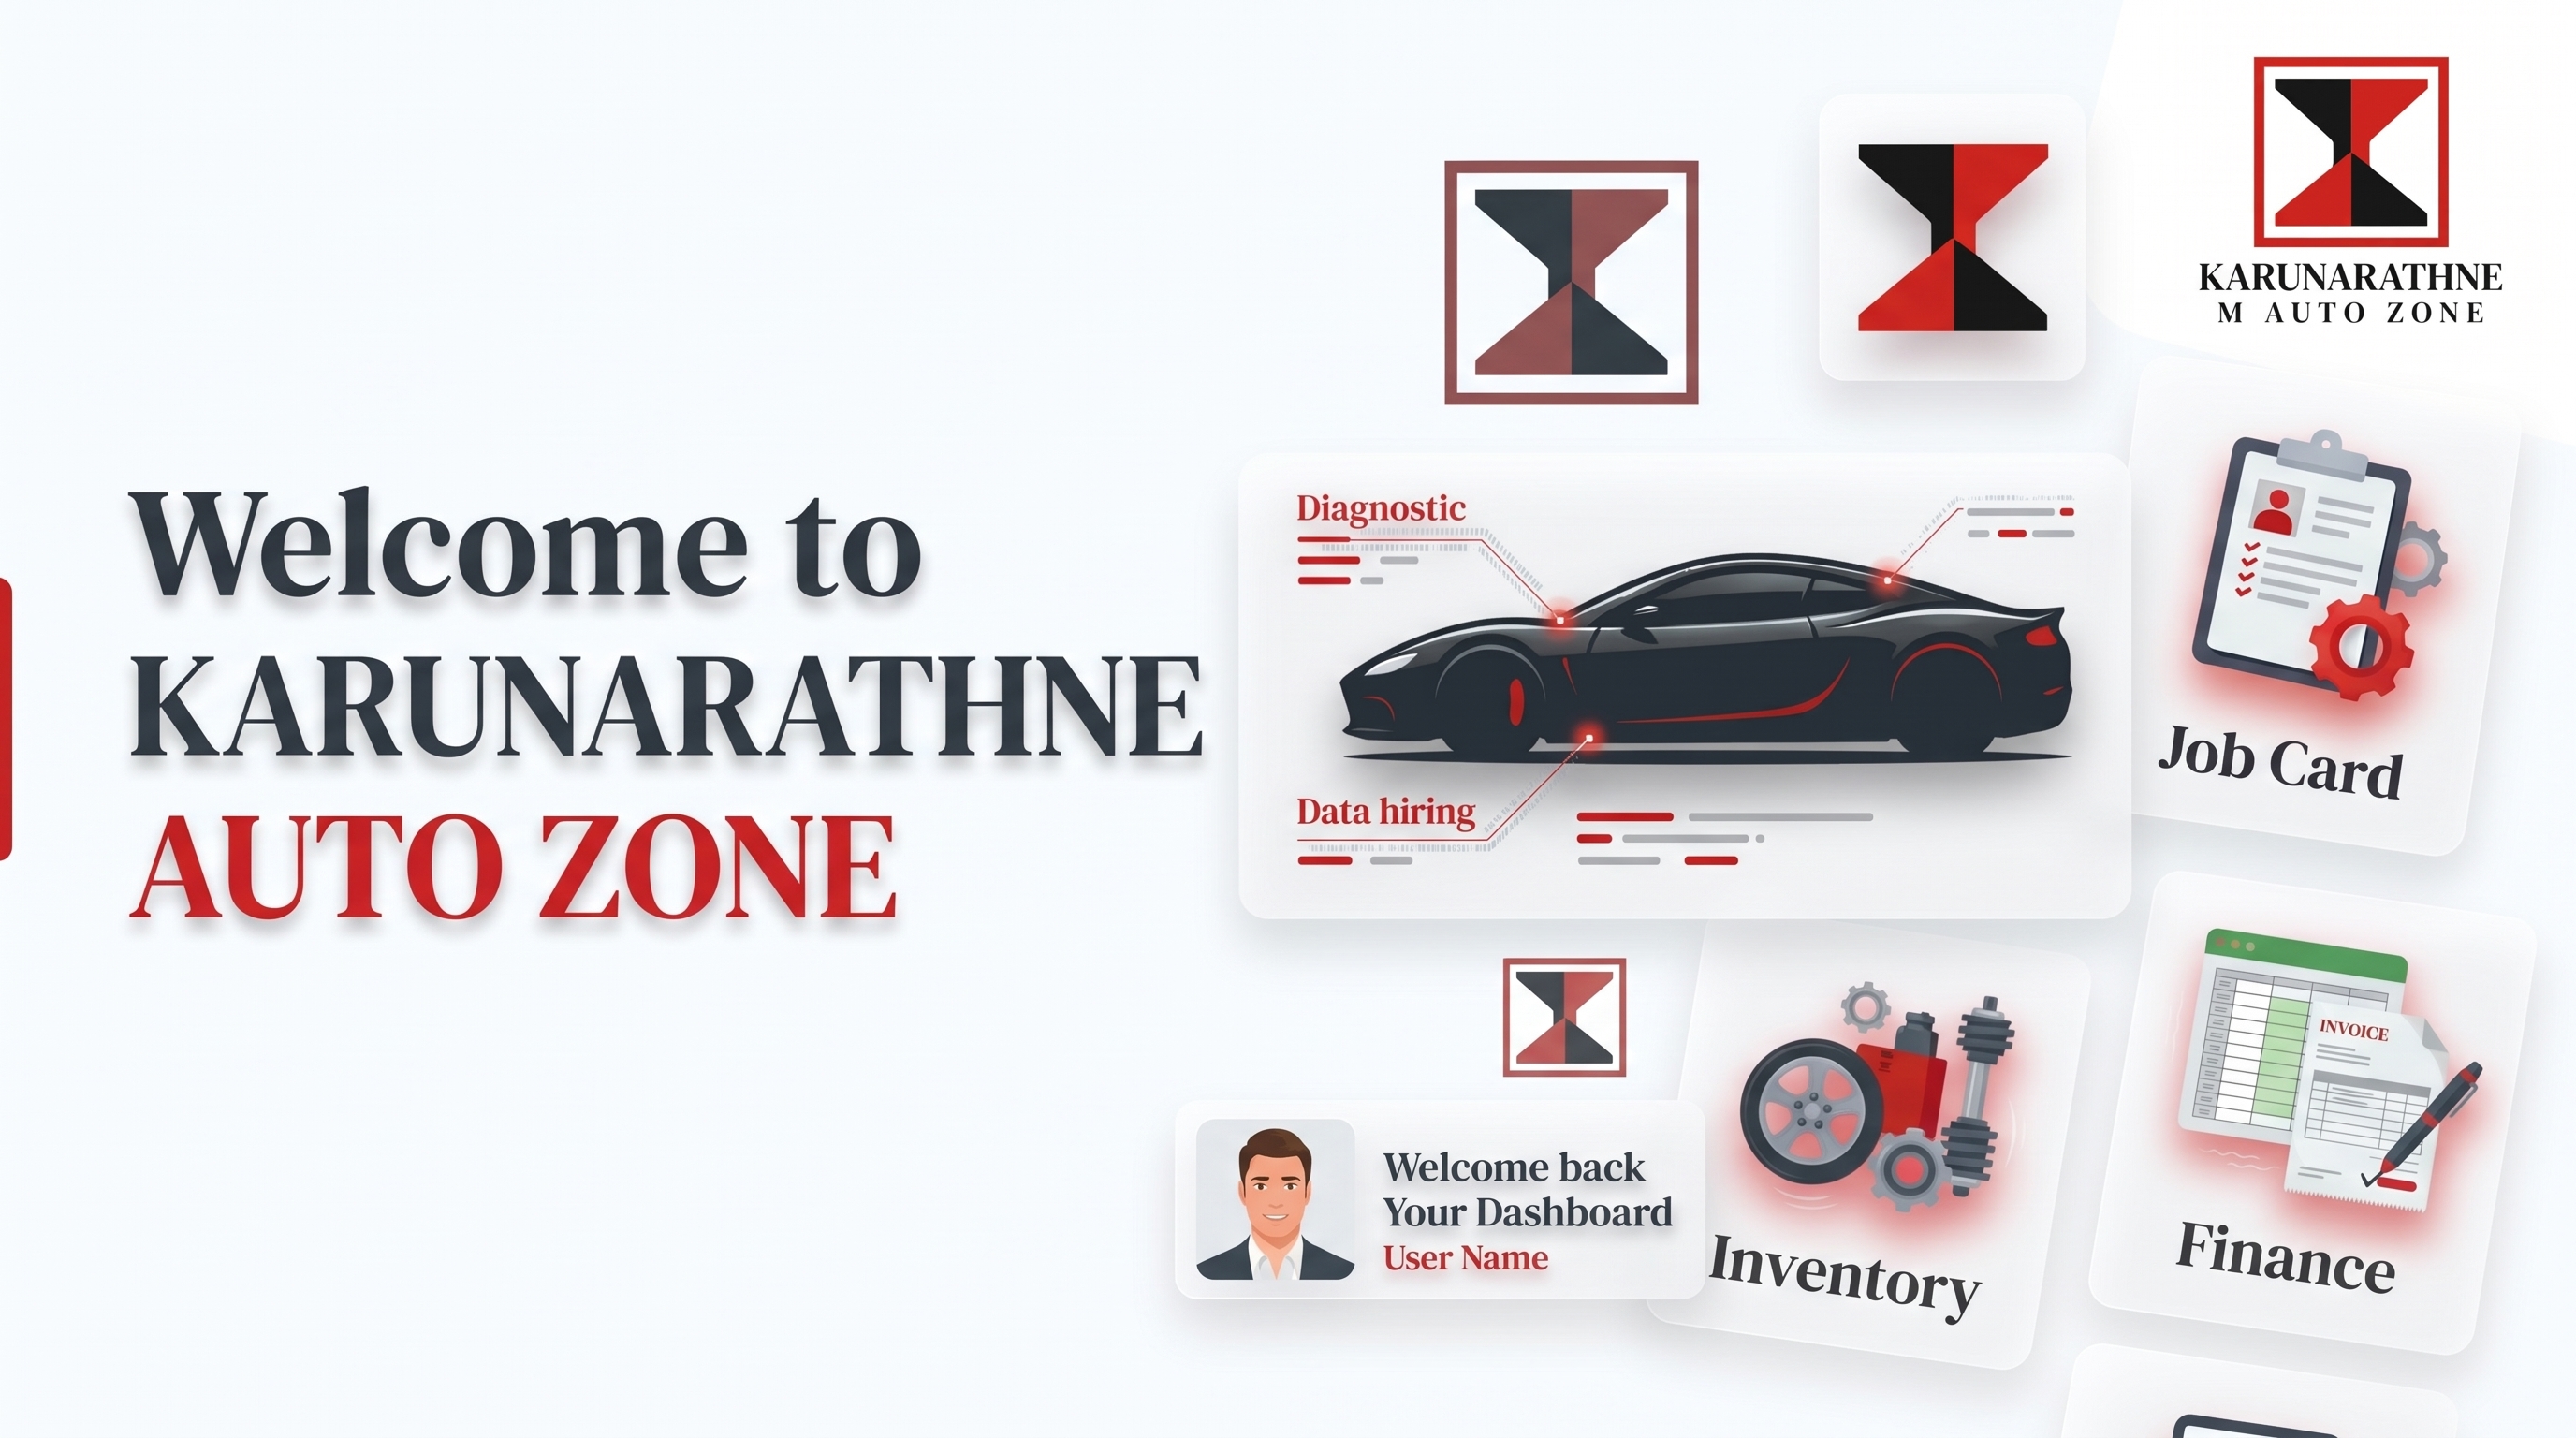 Welcome to
KARUNARATHNE
AUTO ZONE
KARUNARATHNE
M AUTO ZONE
Diagnostic
Data hiring
Job Card
INVOICE
Finance
Inventory
Welcome back
Your Dashboard
User Name